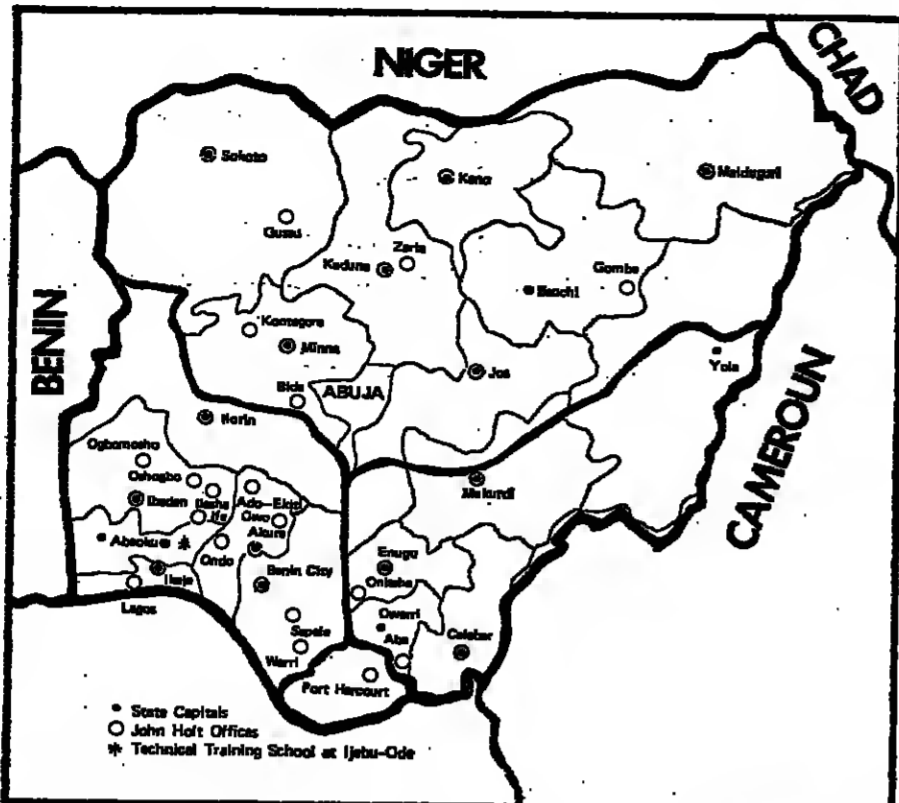 NIGER
CHAD
Sokoto
Kano
Maiduguri
Gusau
Zaria
Kaduna
Gombe
Bauchi
BENIN
Kontagora
Minna
Jos
Yola
Bida
ABUJA
Ilorin
CAMEROUN
Ogbomosho
Oshogbo
Makurdi
Ibadan
Ilesha
Ado-Ekiti
Ife
Owo
Akure
Abeokuta
Ondo
Enugu
Benin City
Onitsha
Ikeja
Lagos
Owerri
Aba
Calabar
Sapele
Warri
Port Harcourt
State Capitals
John Holt Offices
Technical Training School at Ijebu-Ode